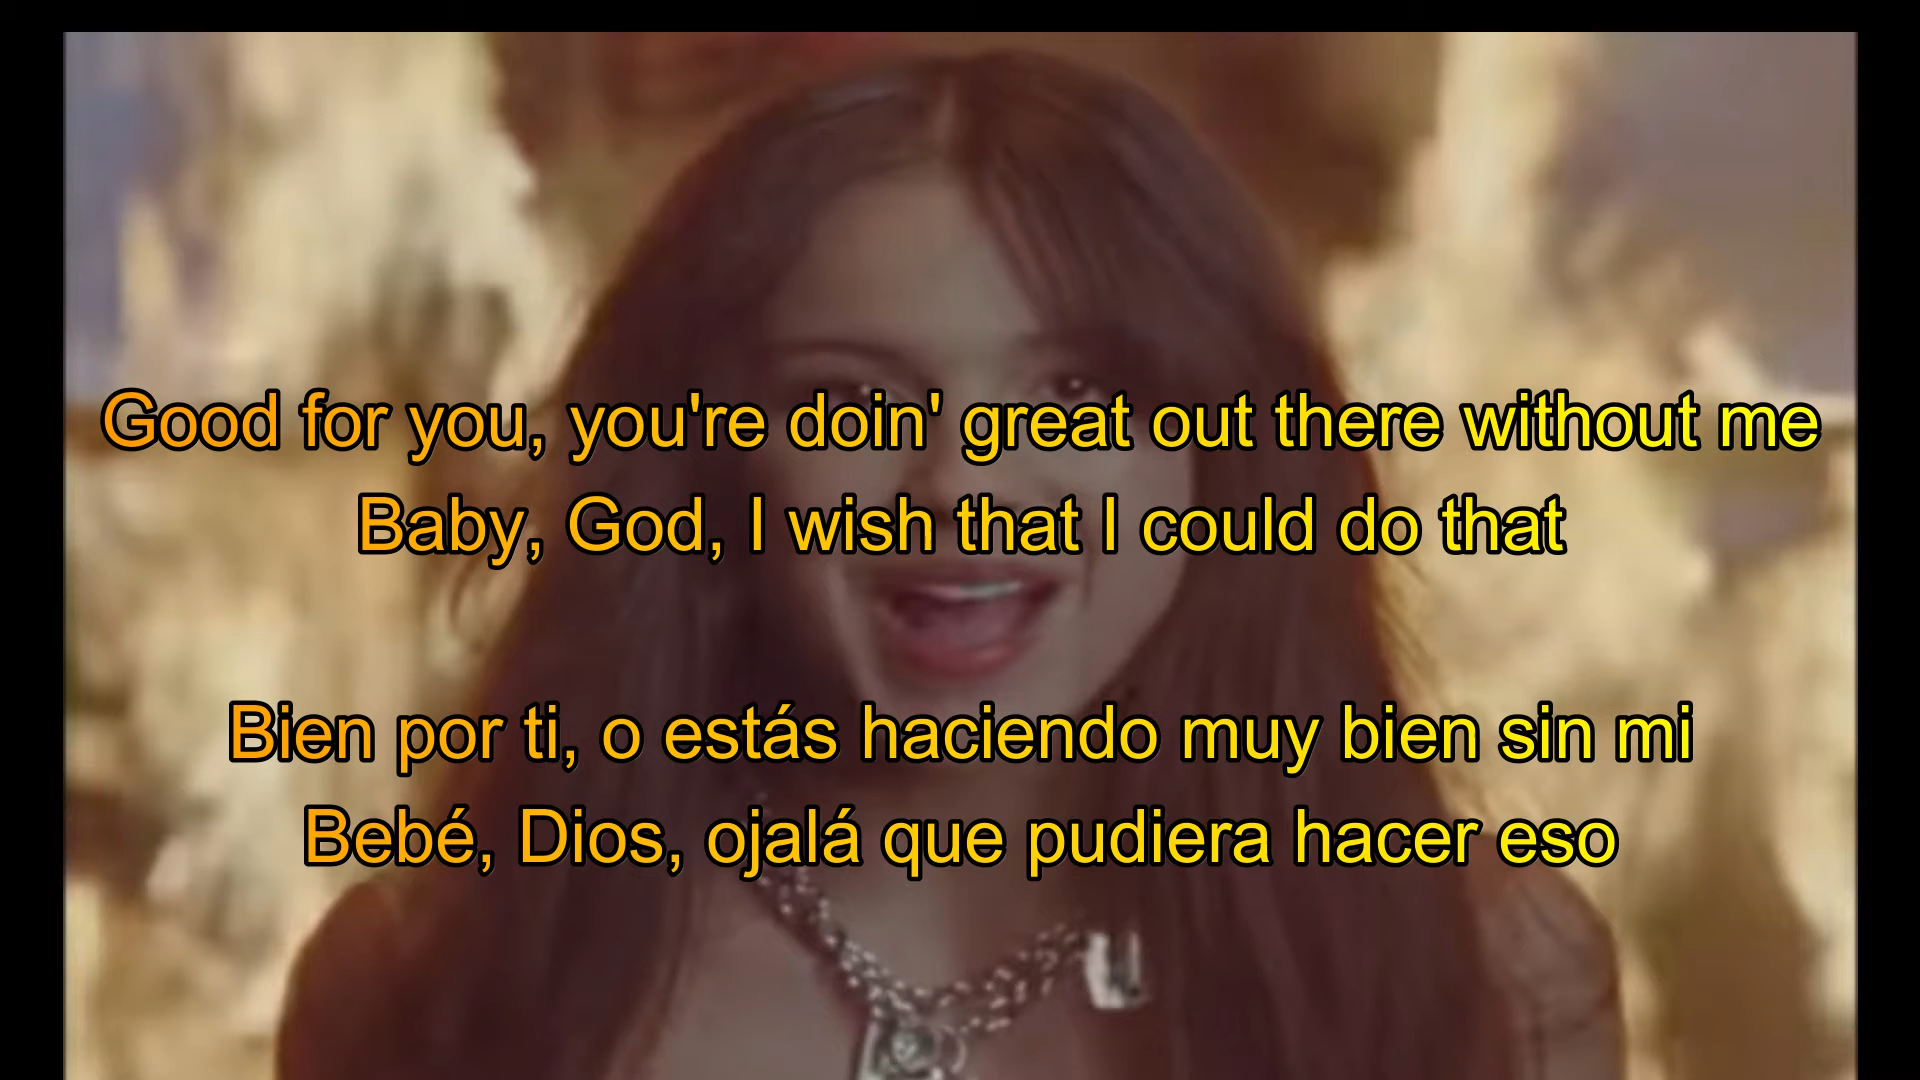 Good for you, you're doin' great out there without me
Baby, God, I wish that I could do that
Bien por ti, o estás haciendo muy bien sin mi
Bebé, Dios, ojalá que pudiera hacer eso